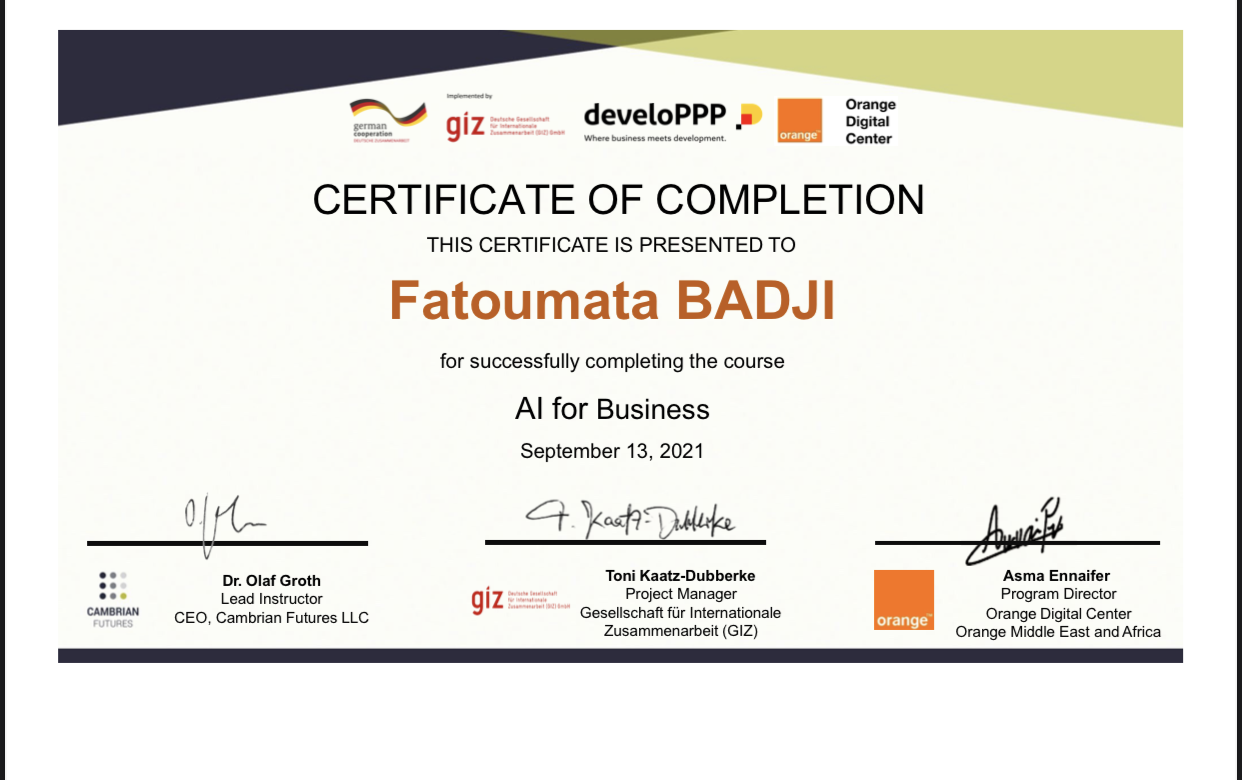 german
cooperation
DEUTSCHE ZUSAMMENARBEIT
Implemented by
giz Deutsche Gesellschaft
für Internationale
Zusammenarbeit (GIZ) GmbH
develoPPP
Where business meets development.
orange™
Orange
Digital
Center
CERTIFICATE OF COMPLETION
THIS CERTIFICATE IS PRESENTED TO
Fatoumata BADJI
for successfully completing the course
AI for Business
September 13, 2021
T. Kaatz-Dubberke
CAMBRIAN
FUTURES
Dr. Olaf Groth
Lead Instructor
CEO, Cambrian Futures LLC
giz Deutsche Gesellschaft
für Internationale
Zusammenarbeit (GIZ) GmbH
Toni Kaatz-Dubberke
Project Manager
Gesellschaft für Internationale
Zusammenarbeit (GIZ)
orange™
Asma Ennaifer
Program Director
Orange Digital Center
Orange Middle East and Africa